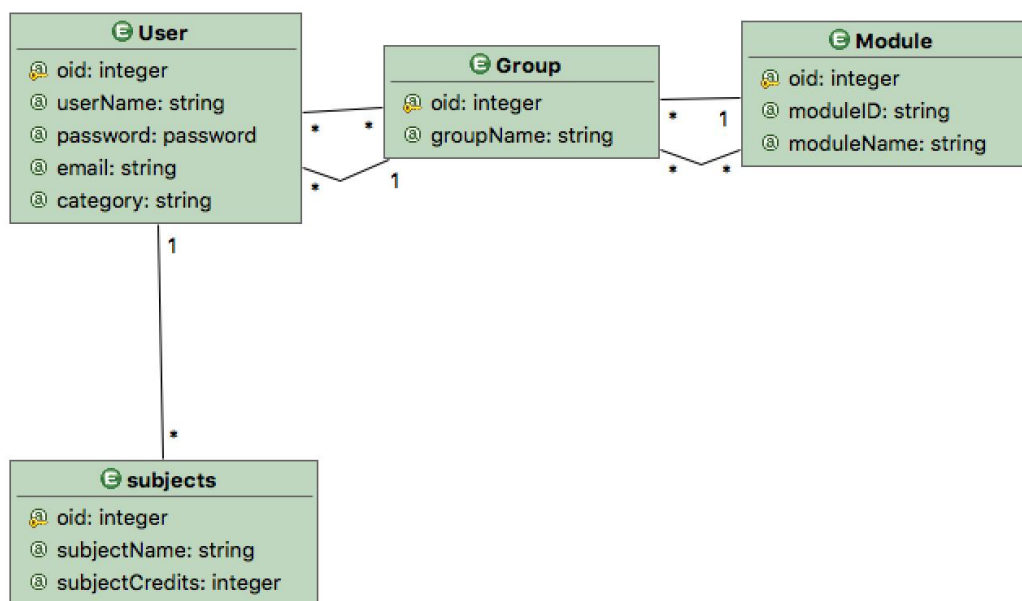 E User
@ oid: integer
@ userName: string
@ password: password
@ email: string
@ category: string
* *
* 1
1
*
E Group
@ oid: integer
@ groupName: string
* 1
* *
E Module
@ oid: integer
@ moduleID: string
@ moduleName: string
E subjects
@ oid: integer
@ subjectName: string
@ subjectCredits: integer